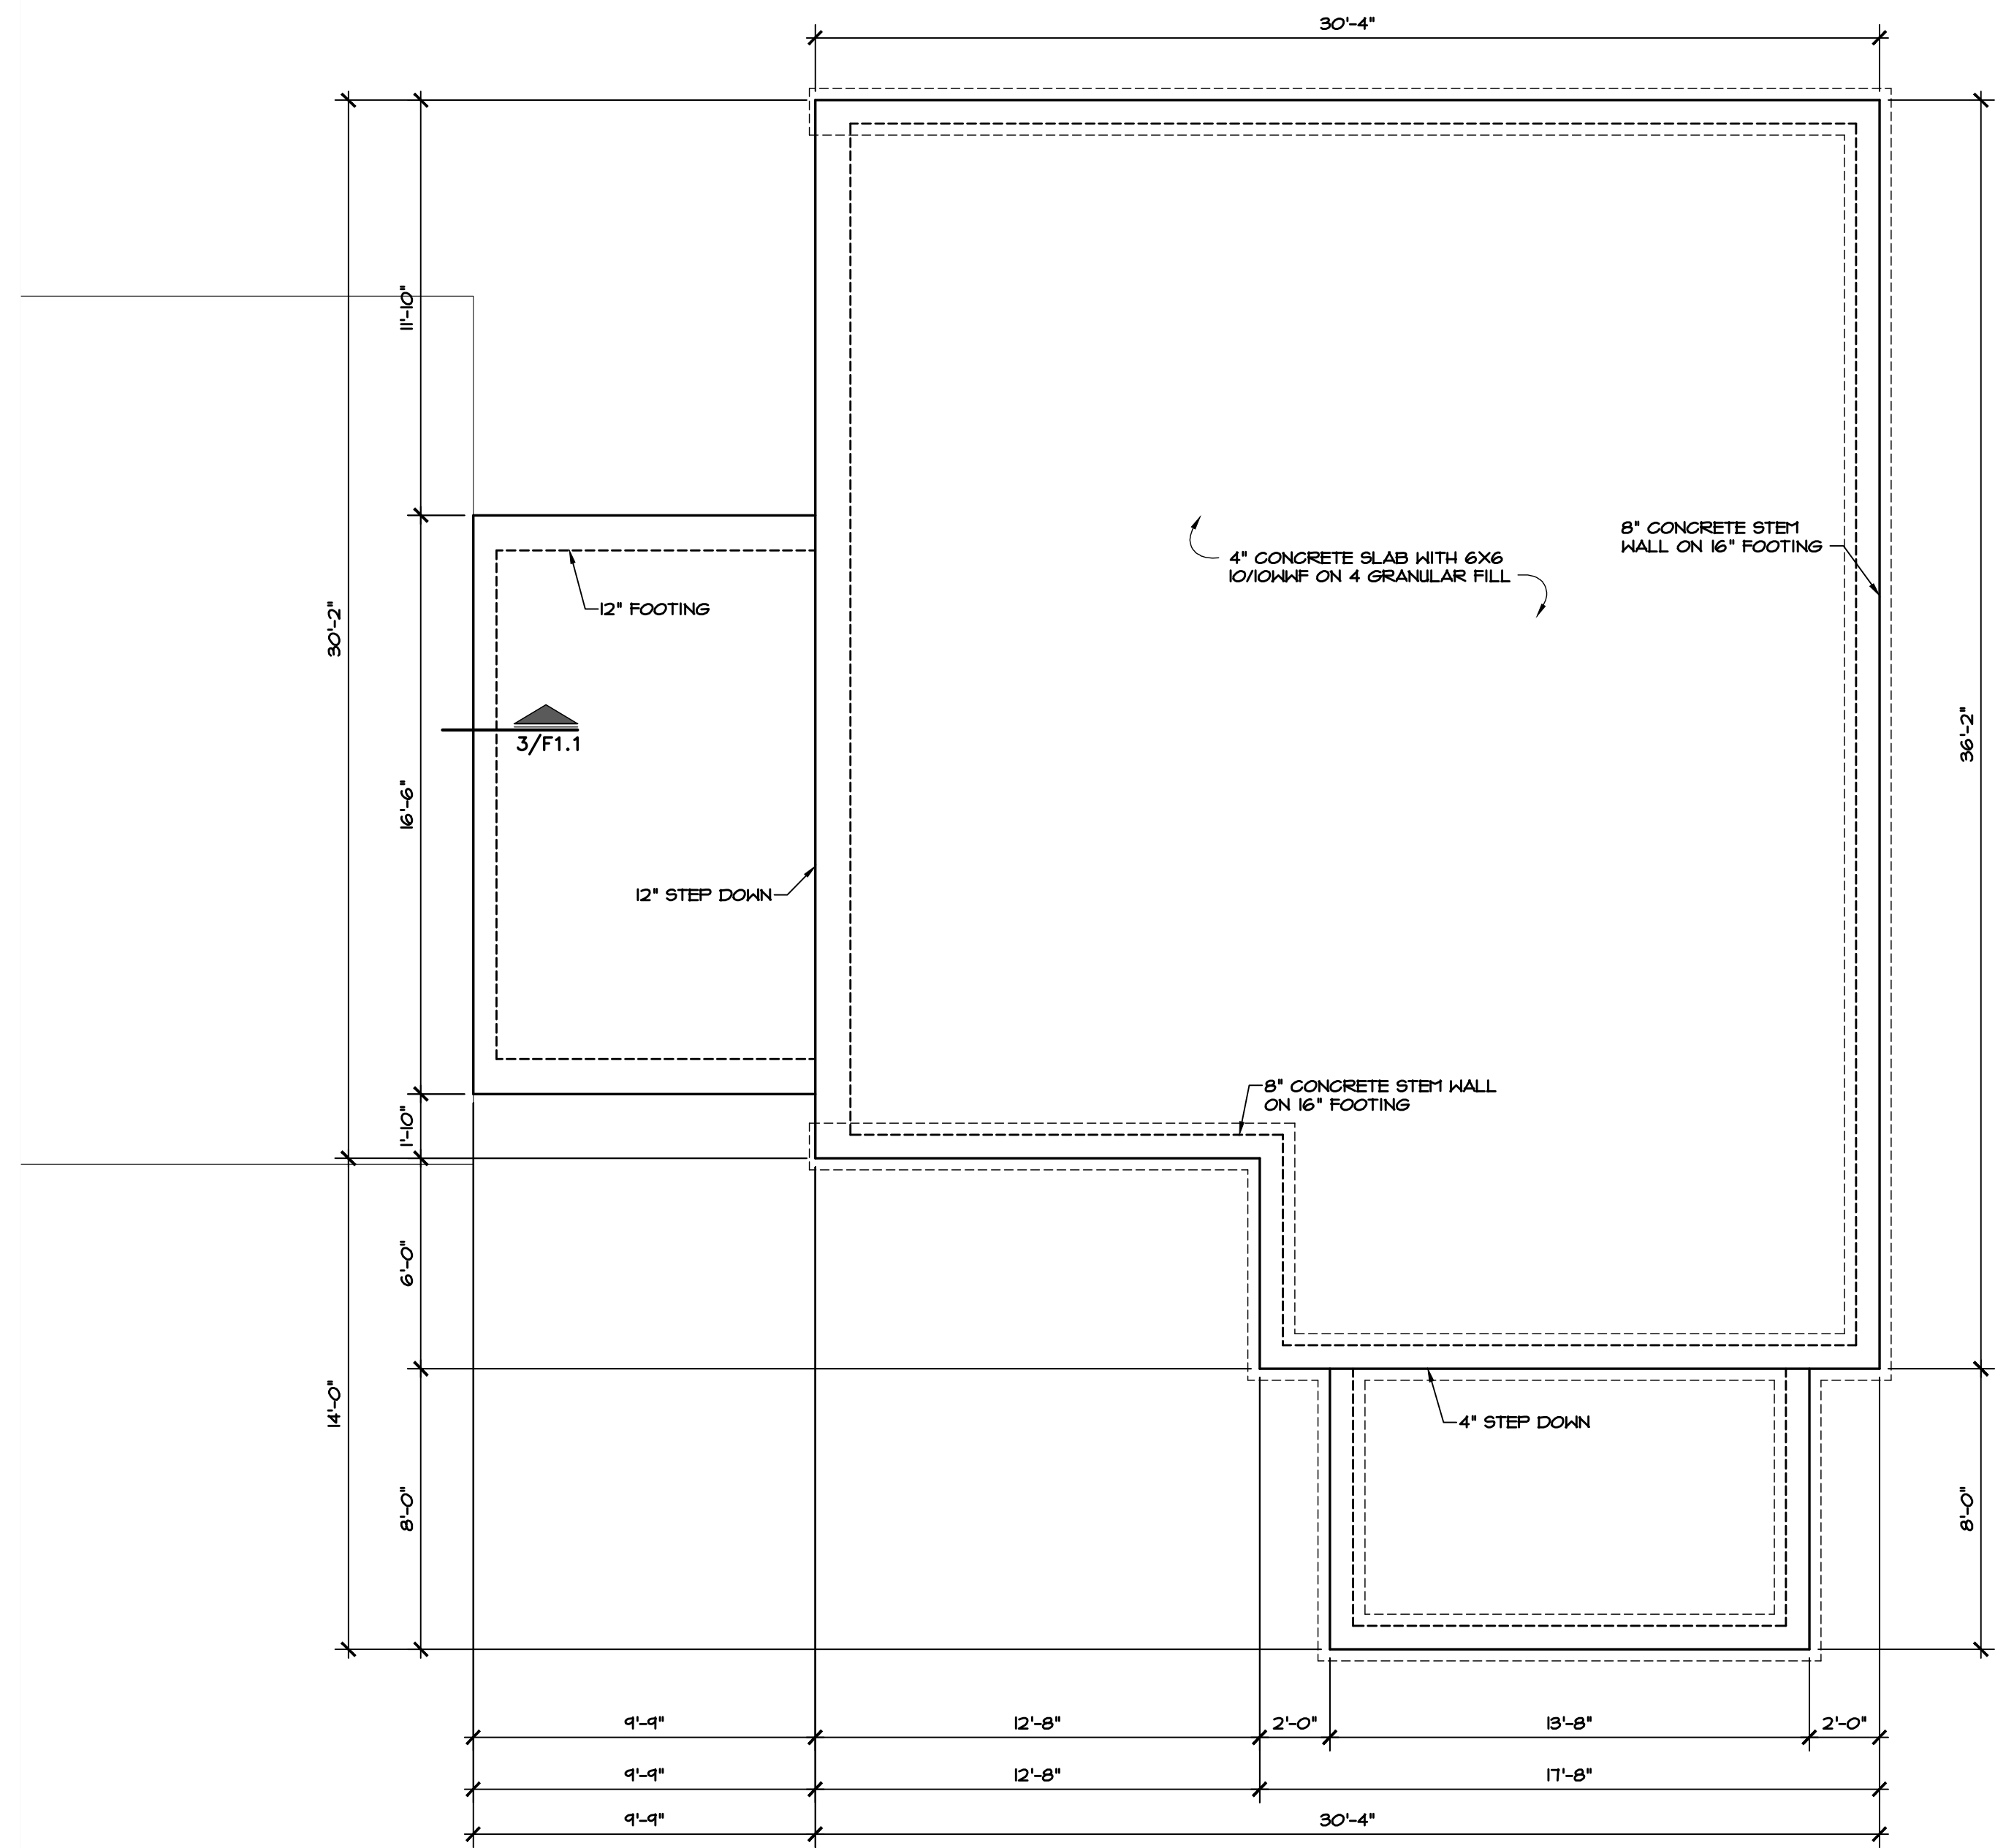 30'-4"
11'-10"
30'-2"
16'-6"
1'-10"
6'-0"
14'-0"
8'-0"
12" FOOTING
3/F1.1
12" STEP DOWN
4" CONCRETE SLAB WITH 6X6
10/10WWF ON 4 GRANULAR FILL
8" CONCRETE STEM
WALL ON 16" FOOTING
36'-2"
8" CONCRETE STEM WALL
ON 16" FOOTING
4" STEP DOWN
8'-0"
9'-9" 12'-8" 2'-0" 13'-8" 2'-0"
9'-9" 12'-8" 17'-8"
9'-9" 30'-4"